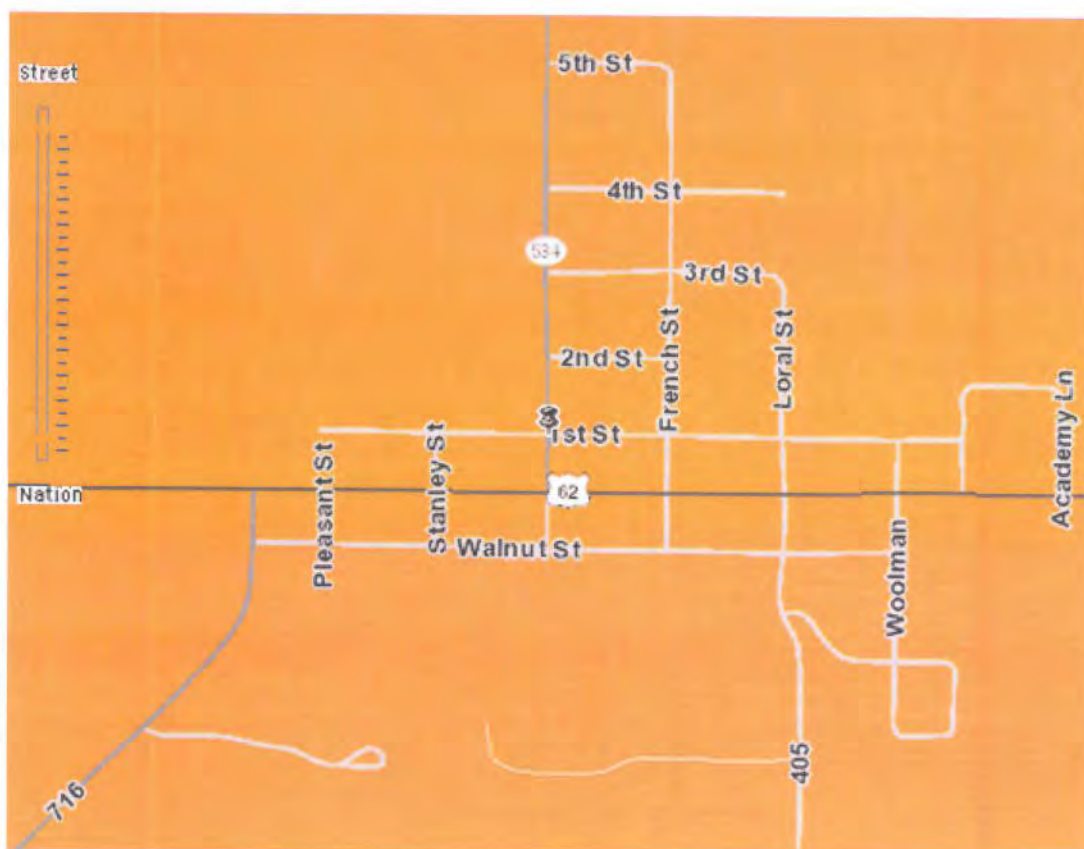 Street
5th St
4th St
534
3rd St
2nd St
French St
Loral St
1st St
Academy Ln
Nation
62
Pleasant St
Stanley St
Walnut St
Woolman
405
716